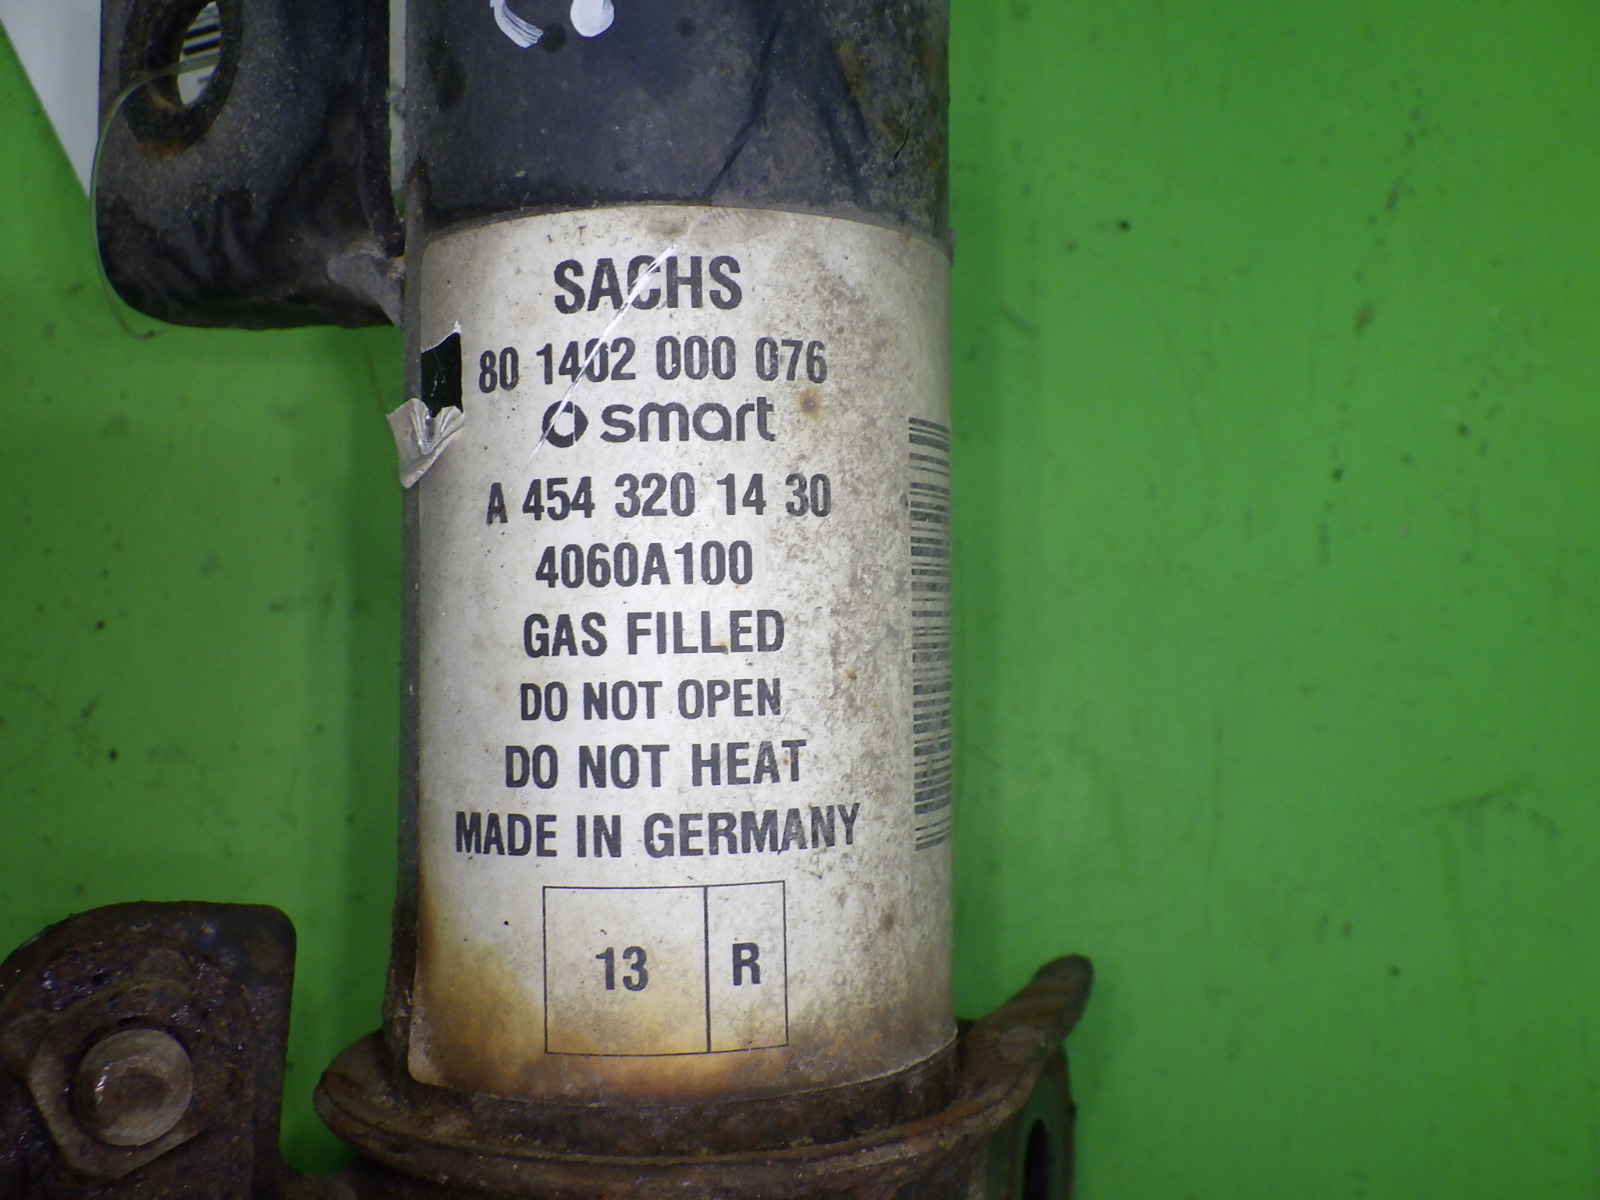 SACHS
80 1402 000 076
smart
A 454 320 14 30
4060A100
GAS FILLED
DO NOT OPEN
DO NOT HEAT
MADE IN GERMANY
13 R